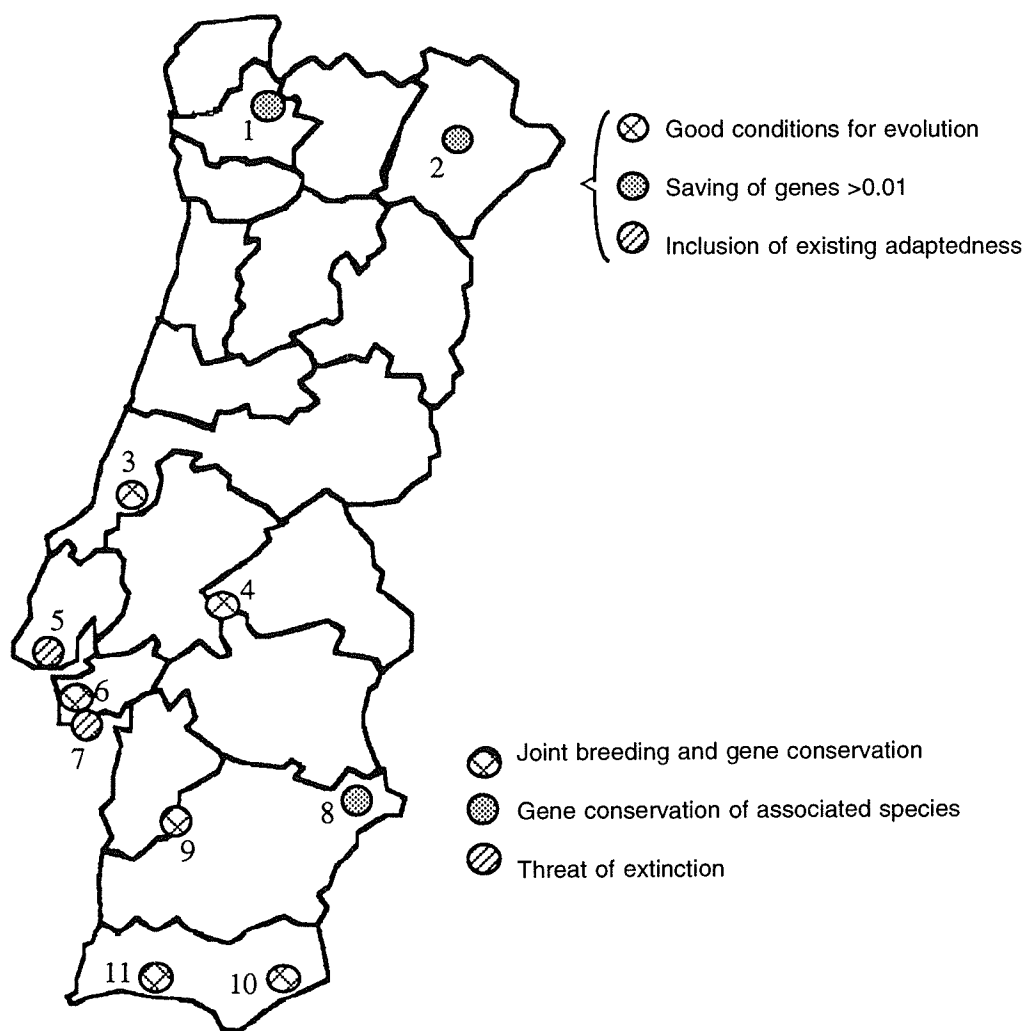 1
2
Good conditions for evolution
Saving of genes >0.01
Inclusion of existing adaptedness
3
4
5
6
7
8
9
Joint breeding and gene conservation
Gene conservation of associated species
Threat of extinction
11
10